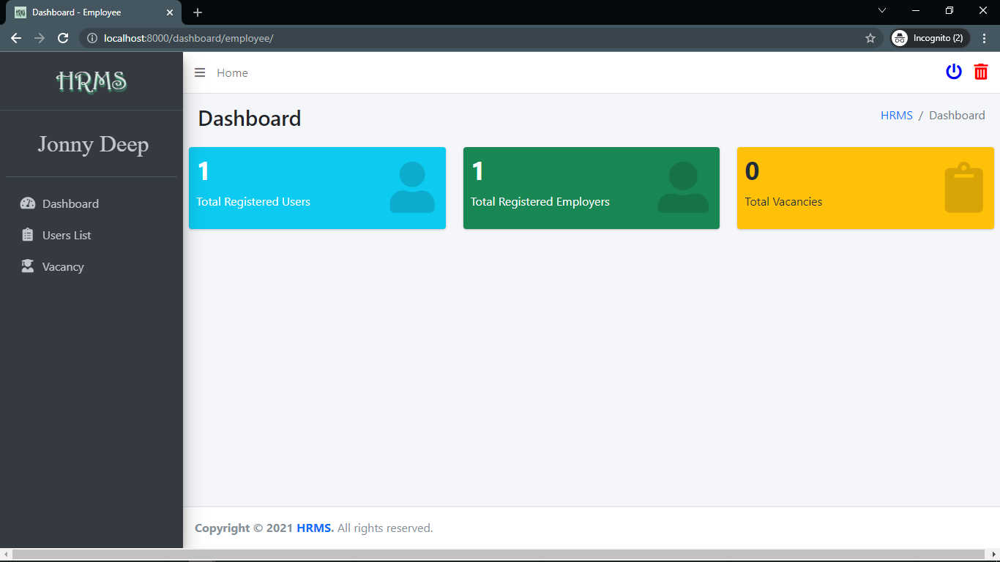 Dashboard - Employee
localhost:8000/dashboard/employee/
Incognito (2)
HRMS
Home
Jonny Deep
Dashboard
HRMS / Dashboard
1
Total Registered Users
1
Total Registered Employers
0
Total Vacancies
Dashboard
Users List
Vacancy
Copyright © 2021 HRMS. All rights reserved.